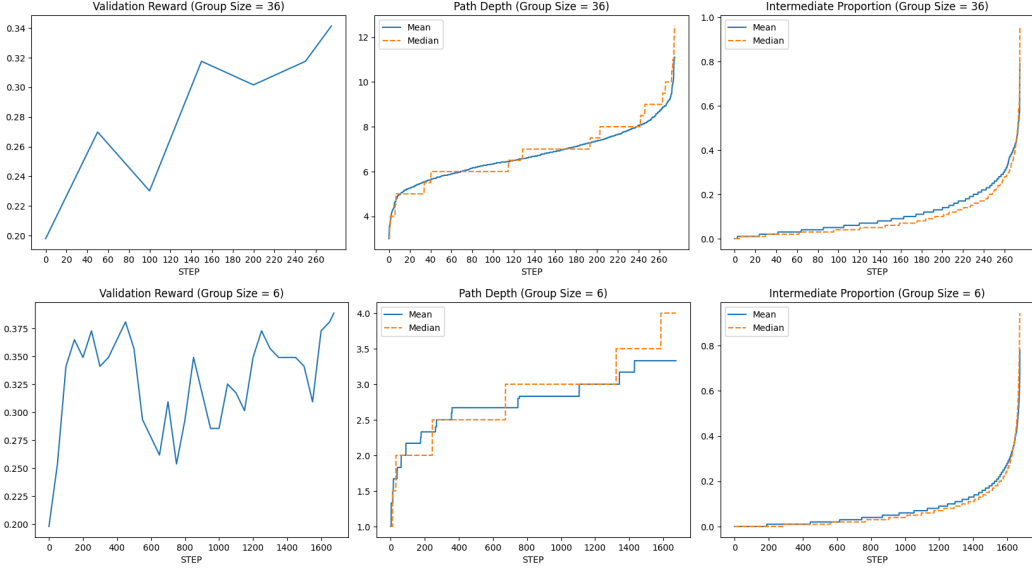 Validation Reward (Group Size = 36)
0.34
0.32
0.30
0.28
0.26
0.24
0.22
0.20
0 20 40 60 80 100 120 140 160 180 200 220 240 260
STEP
Path Depth (Group Size = 36)
Mean
Median
12
10
8
6
4
0 20 40 60 80 100 120 140 160 180 200 220 240 260
STEP
Intermediate Proportion (Group Size = 36)
Mean
Median
1.0
0.8
0.6
0.4
0.2
0.0
0 20 40 60 80 100 120 140 160 180 200 220 240 260
STEP
Validation Reward (Group Size = 6)
0.375
0.350
0.325
0.300
0.275
0.250
0.225
0.200
0 200 400 600 800 1000 1200 1400 1600
STEP
Path Depth (Group Size = 6)
Mean
Median
4.0
3.5
3.0
2.5
2.0
1.5
1.0
0 200 400 600 800 1000 1200 1400 1600
STEP
Intermediate Proportion (Group Size = 6)
Mean
Median
0.8
0.6
0.4
0.2
0.0
0 200 400 600 800 1000 1200 1400 1600
STEP